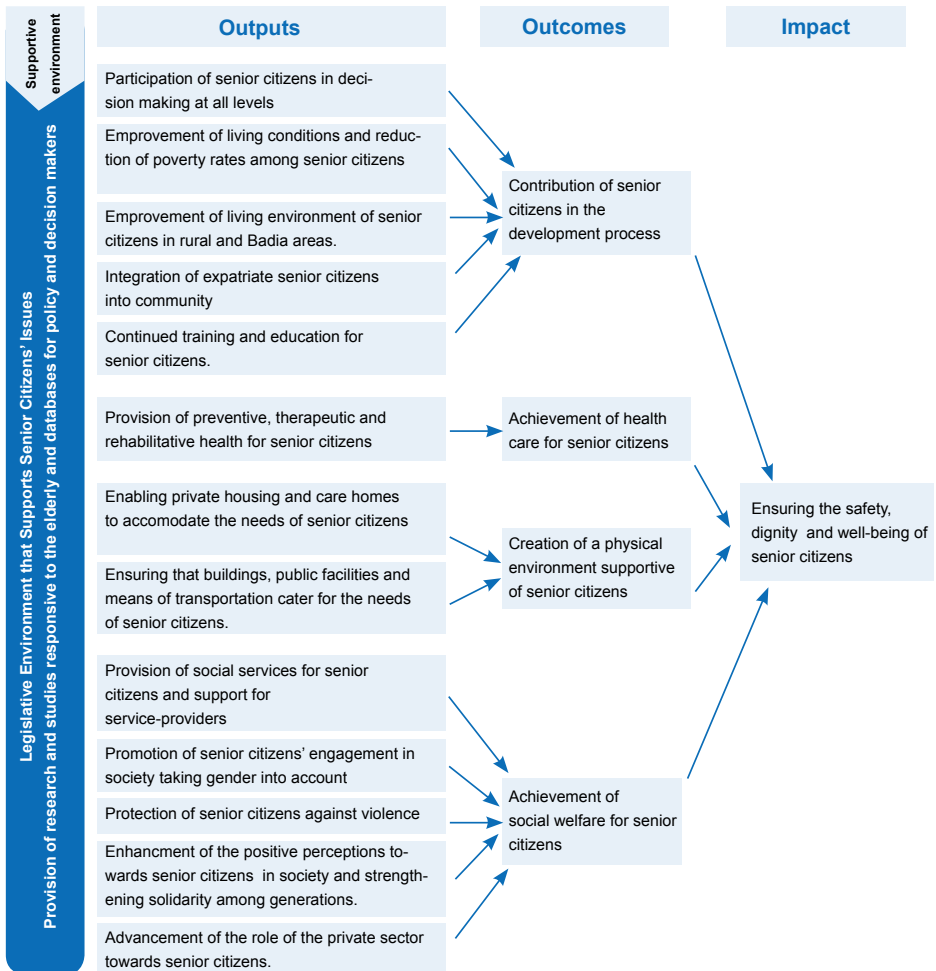 Supportive
environment
Legislative Environment that Supports Senior Citizens' Issues
Provision of research and studies responsive to the elderly and databases for policy and decision makers
Outputs
Participation of senior citizens in deci-
sion making at all levels
Emprovement of living conditions and reduc-
tion of poverty rates among senior citizens
Emprovement of living environment of senior
citizens in rural and Badia areas.
Integration of expatriate senior citizens
into community
Continued training and education for
senior citizens.
Provision of preventive, therapeutic and
rehabilitative health for senior citizens
Enabling private housing and care homes
to accomodate the needs of senior citizens
Ensuring that buildings, public facilities and
means of transportation cater for the needs
of senior citizens.
Provision of social services for senior
citizens and support for
service-providers
Promotion of senior citizens' engagement in
society taking gender into account
Protection of senior citizens against violence
Enhancment of the positive perceptions to-
wards senior citizens in society and strength-
ening solidarity among generations.
Advancement of the role of the private sector
towards senior citizens.
Outcomes
Contribution of senior
citizens in the
development process
Achievement of health
care for senior citizens
Creation of a physical
environment supportive
of senior citizens
Achievement of
social welfare for senior
citizens
Impact
Ensuring the safety,
dignity and well-being of
senior citizens